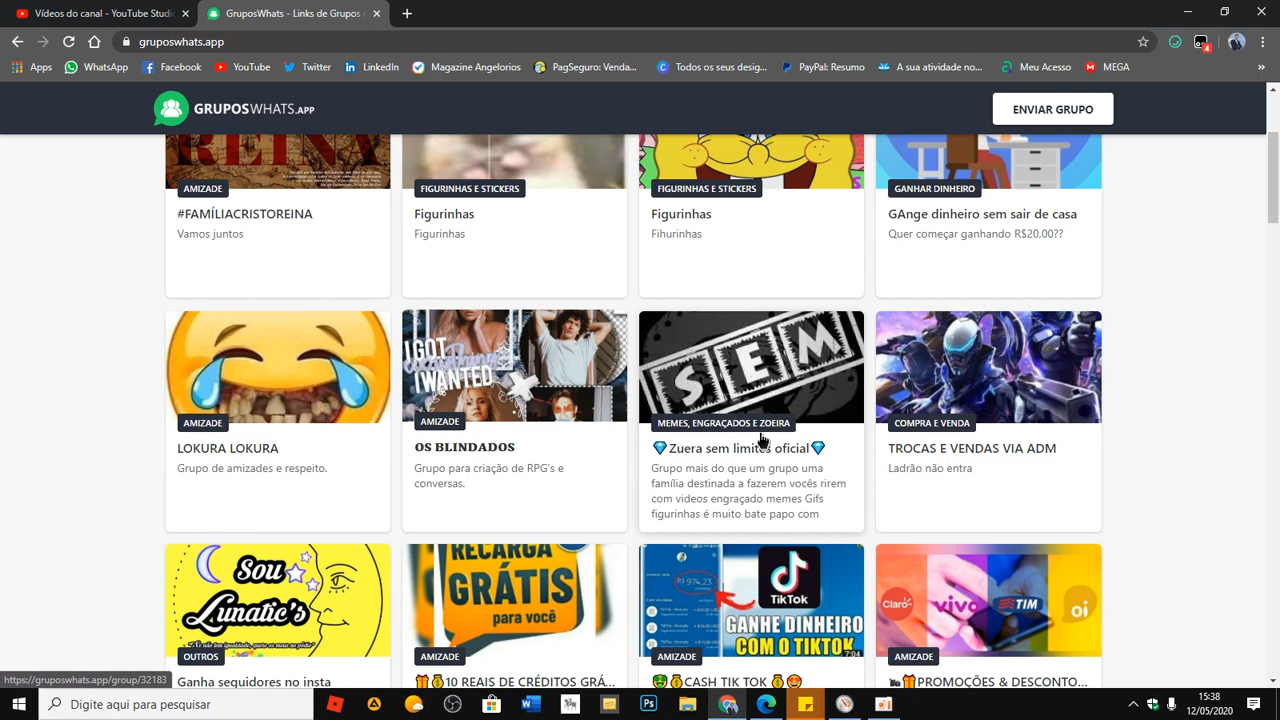 Vídeos do canal - YouTube Studi
GruposWhats - Links de Grupos
gruposwhats.app
4
Apps
WhatsApp
Facebook
YouTube
Twitter
LinkedIn
Magazine Angelorios
PagSeguro: Venda...
Todos os seus desig...
PayPal: Resumo
A sua atividade no...
Meu Acesso
MEGA
GRUPOSWHATS.APP
ENVIAR GRUPO
REINA
AMIZADE
#FAMÍLIACRISTOREINA
Vamos juntos
FIGURINHAS E STICKERS
Figurinhas
Figurinhas
FIGURINHAS E STICKERS
Figurinhas
Fihurinhas
GANHAR DINHEIRO
GAnge dinheiro sem sair de casa
Quer começar ganhando R$20,00??
AMIZADE
LOKURA LOKURA
Grupo de amizades e respeito.
I GOT
everything
I WANTED
AMIZADE
OS BLINDADOS
Grupo para criação de RPG's e
conversas.
SEM
MEMES, ENGRAÇADOS E ZOEIRA
💎Zuera sem limites oficial💎
Grupo mais do que um grupo uma
família destinada a fazerem vocês rirem
com videos engraçado memes Gifs
figurinhas é muito bate papo com
COMPRA E VENDA
TROCAS E VENDAS VIA ADM
Ladrão não entra
Sou
Lunatic's
OUTROS
Ganha seguidores no insta
RECARGA
GRÁTIS
para você
AMIZADE
🎁💰10 REAIS DE CRÉDITOS GRÁ...
R$ 974,23
TikTok
GANHE DINHEIRO
COM O TIKTOK
7:04
AMIZADE
🤑💰CASH TIK TOK💰🤩
Claro
vivo
TIM
oi
AMIZADE
PROMOÇÕES & DESCONTO...
https://gruposwhats.app/group/32183
Digite aqui para pesquisar
15:38
12/05/2020